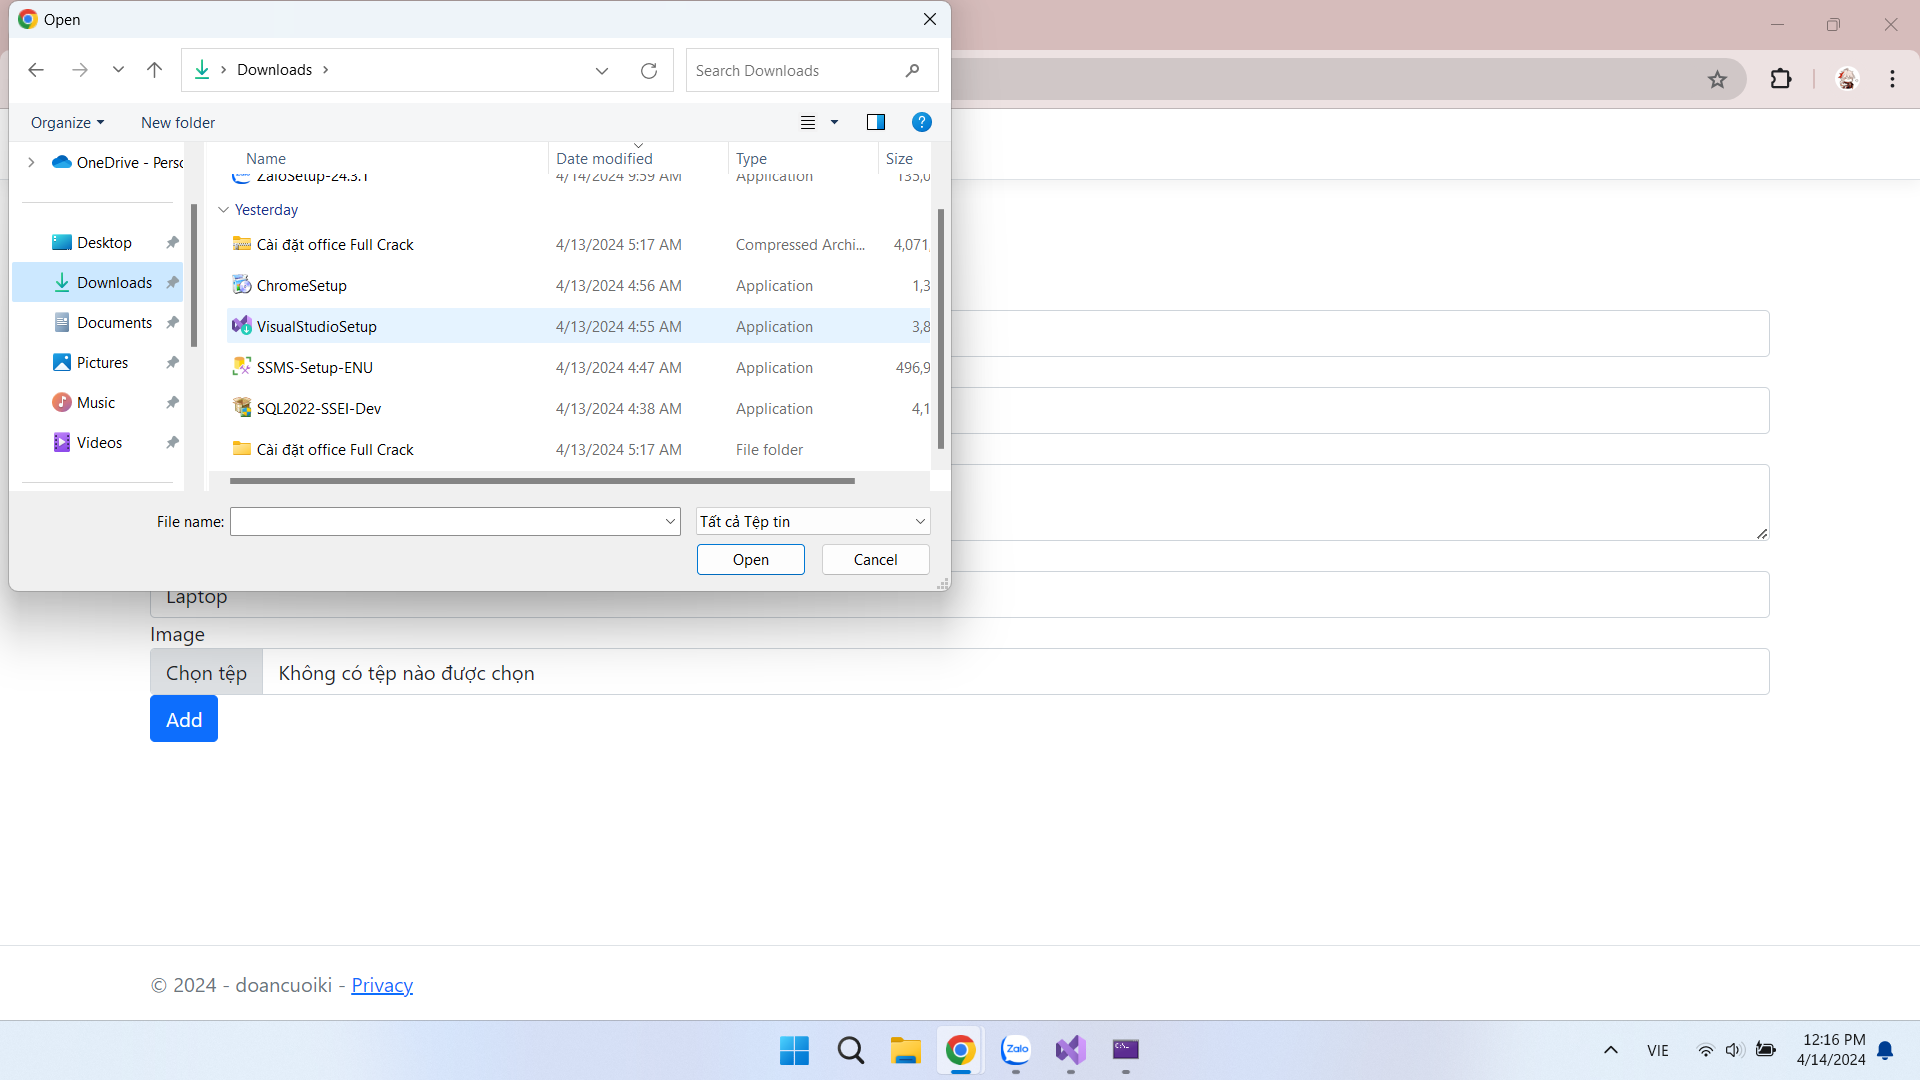 Open
Downloads
Search Downloads
Organize
New folder
Name
Date modified
Type
Size
OneDrive - Perso
ZaloSetup-24.3.1
4/14/2024 9:59 AM
Application
135,0
Yesterday
Desktop
Cài đặt office Full Crack
4/13/2024 5:17 AM
Compressed Archi...
4,071,
Downloads
ChromeSetup
4/13/2024 4:56 AM
Application
1,3
Documents
VisualStudioSetup
4/13/2024 4:55 AM
Application
3,8
Pictures
SSMS-Setup-ENU
4/13/2024 4:47 AM
Application
496,9
Music
SQL2022-SSEI-Dev
4/13/2024 4:38 AM
Application
4,1
Videos
Cài đặt office Full Crack
4/13/2024 5:17 AM
File folder
File name:
Tất cả Tệp tin
Open
Cancel
Laptop
Image
Chọn tệp
Không có tệp nào được chọn
Add
© 2024 - doancuoiki - Privacy
Zalo
VIE
12:16 PM
4/14/2024